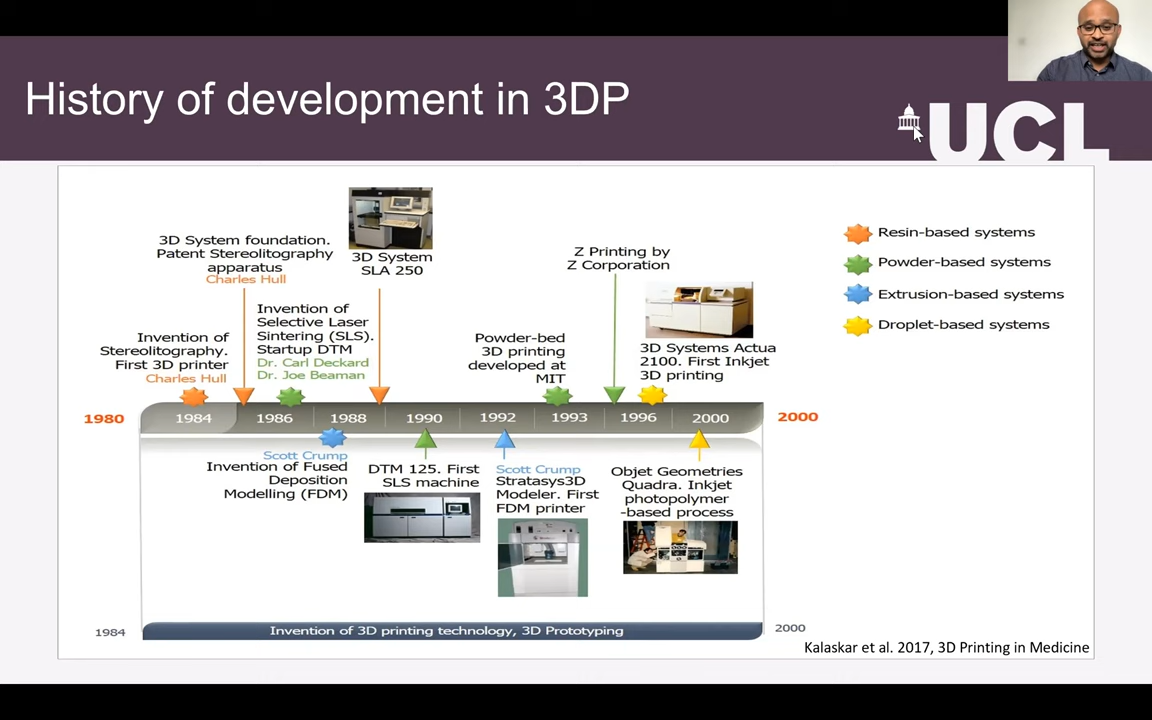 History of development in 3DP
UCL
3D System foundation.
Patent Stereolitography
apparatus
Charles Hull
3D System
SLA 250
Z Printing by
Z Corporation
Resin-based systems
Powder-based systems
Extrusion-based systems
Droplet-based systems
Invention of
Stereolitography.
First 3D printer
Charles Hull
Invention of
Selective Laser
Sintering (SLS).
Startup DTM
Dr. Carl Deckard
Dr. Joe Beaman
Powder-bed
3D printing
developed at
MIT
3D Systems Actua
2100. First Inkjet
3D printing
1980 1984 1986 1988 1990 1992 1993 1996 2000 2000
Scott Crump
Invention of Fused
Deposition
Modelling (FDM)
DTM 125. First
SLS machine
Scott Crump
Stratasys3D
Modeler. First
FDM printer
Objet Geometries
Quadra. Inkjet
photopolymer
-based process
1984 Invention of 3D printing technology, 3D Prototyping 2000
Kalaskar et al. 2017, 3D Printing in Medicine